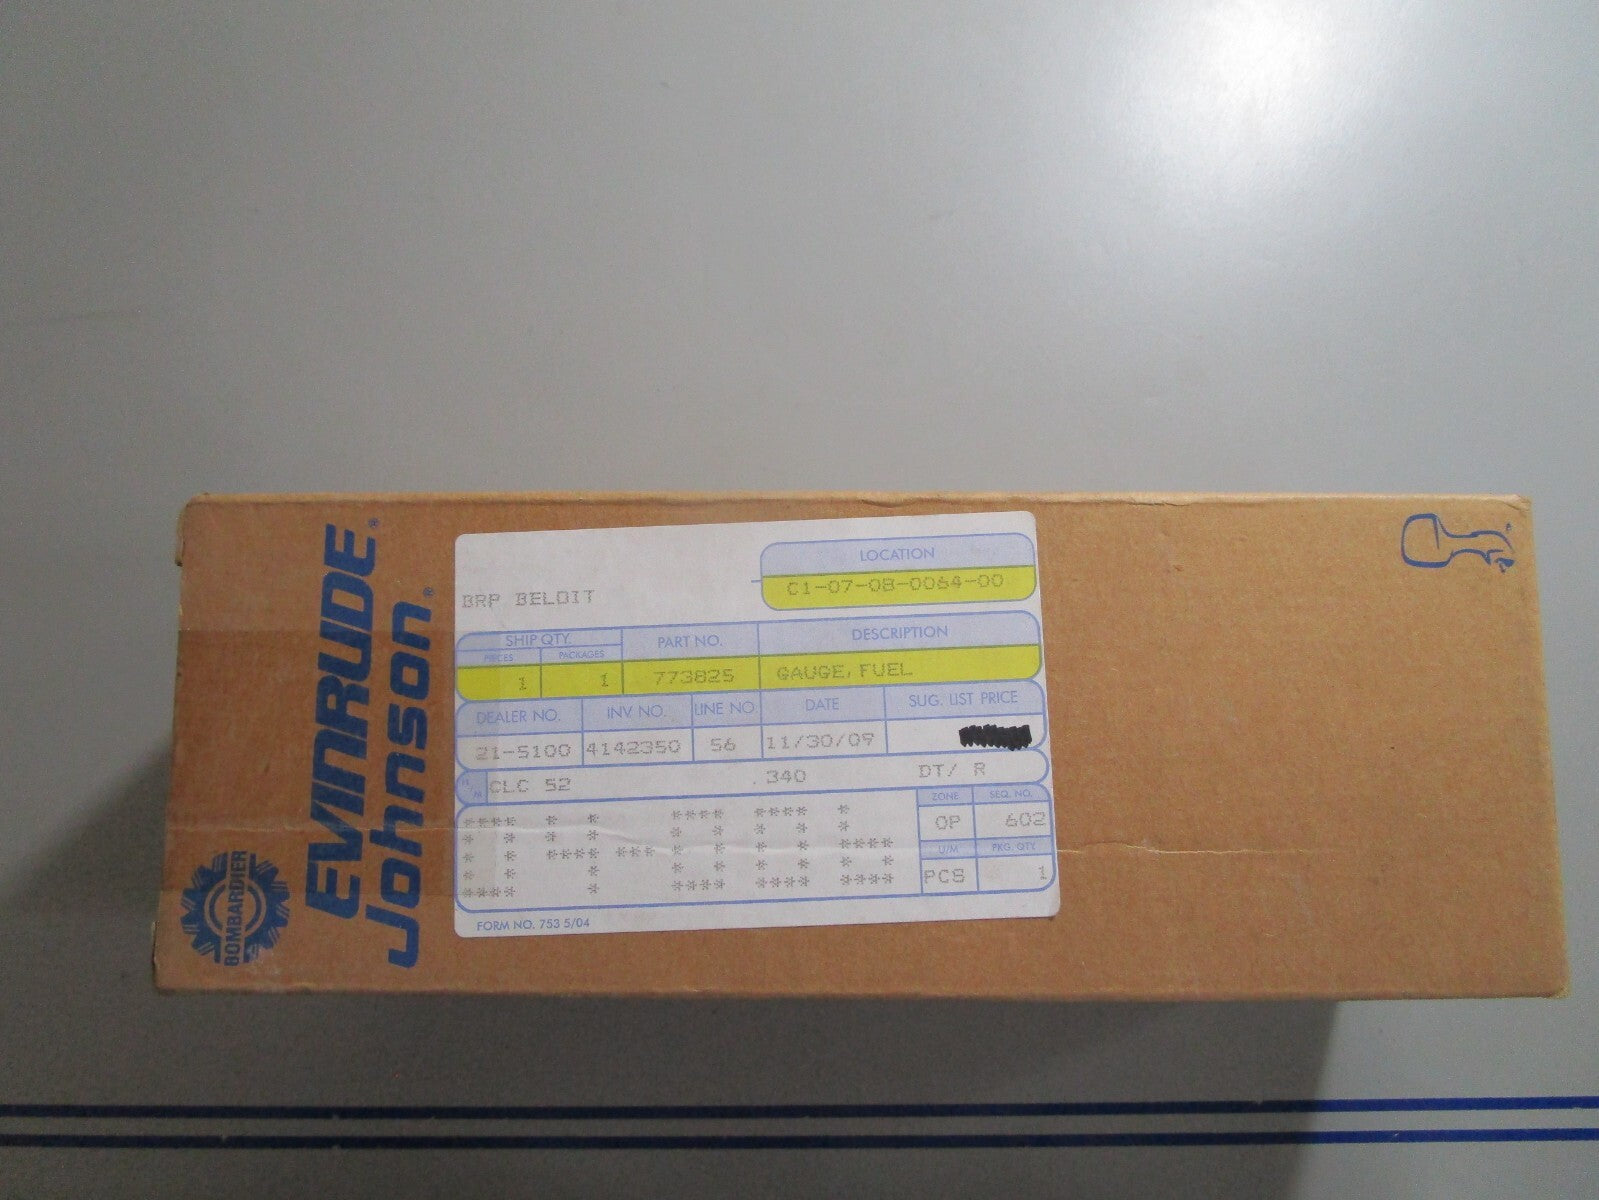 EVINRUDE®
Johnson®
BOMBARDIER
LOCATION
BRP BELOIT
C1-07-08-0064-00
SHIP QTY. PART NO. DESCRIPTION
PIECES PACKAGES
1 1 773825 GAUGE,FUEL
DEALER NO. INV NO. LINE NO. DATE SUG. LIST PRICE
21-5100 4142350 56 11/30/09
H/M CLC 52 .340 DT/ R
ZONE SEQ. NO.
OP 602
U/M PKG. QTY.
PCS 1
04-006
FORM NO. 753 5/04